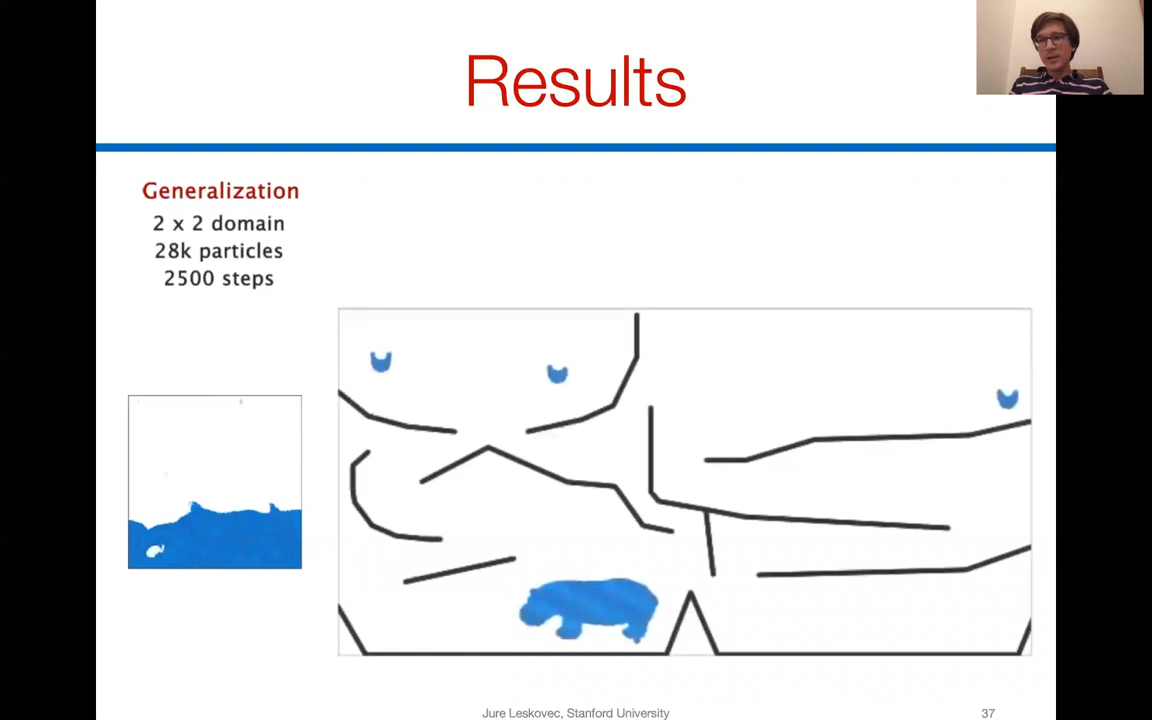 Results
Generalization
2 x 2 domain
28k particles
2500 steps
Jure Leskovec, Stanford University
37